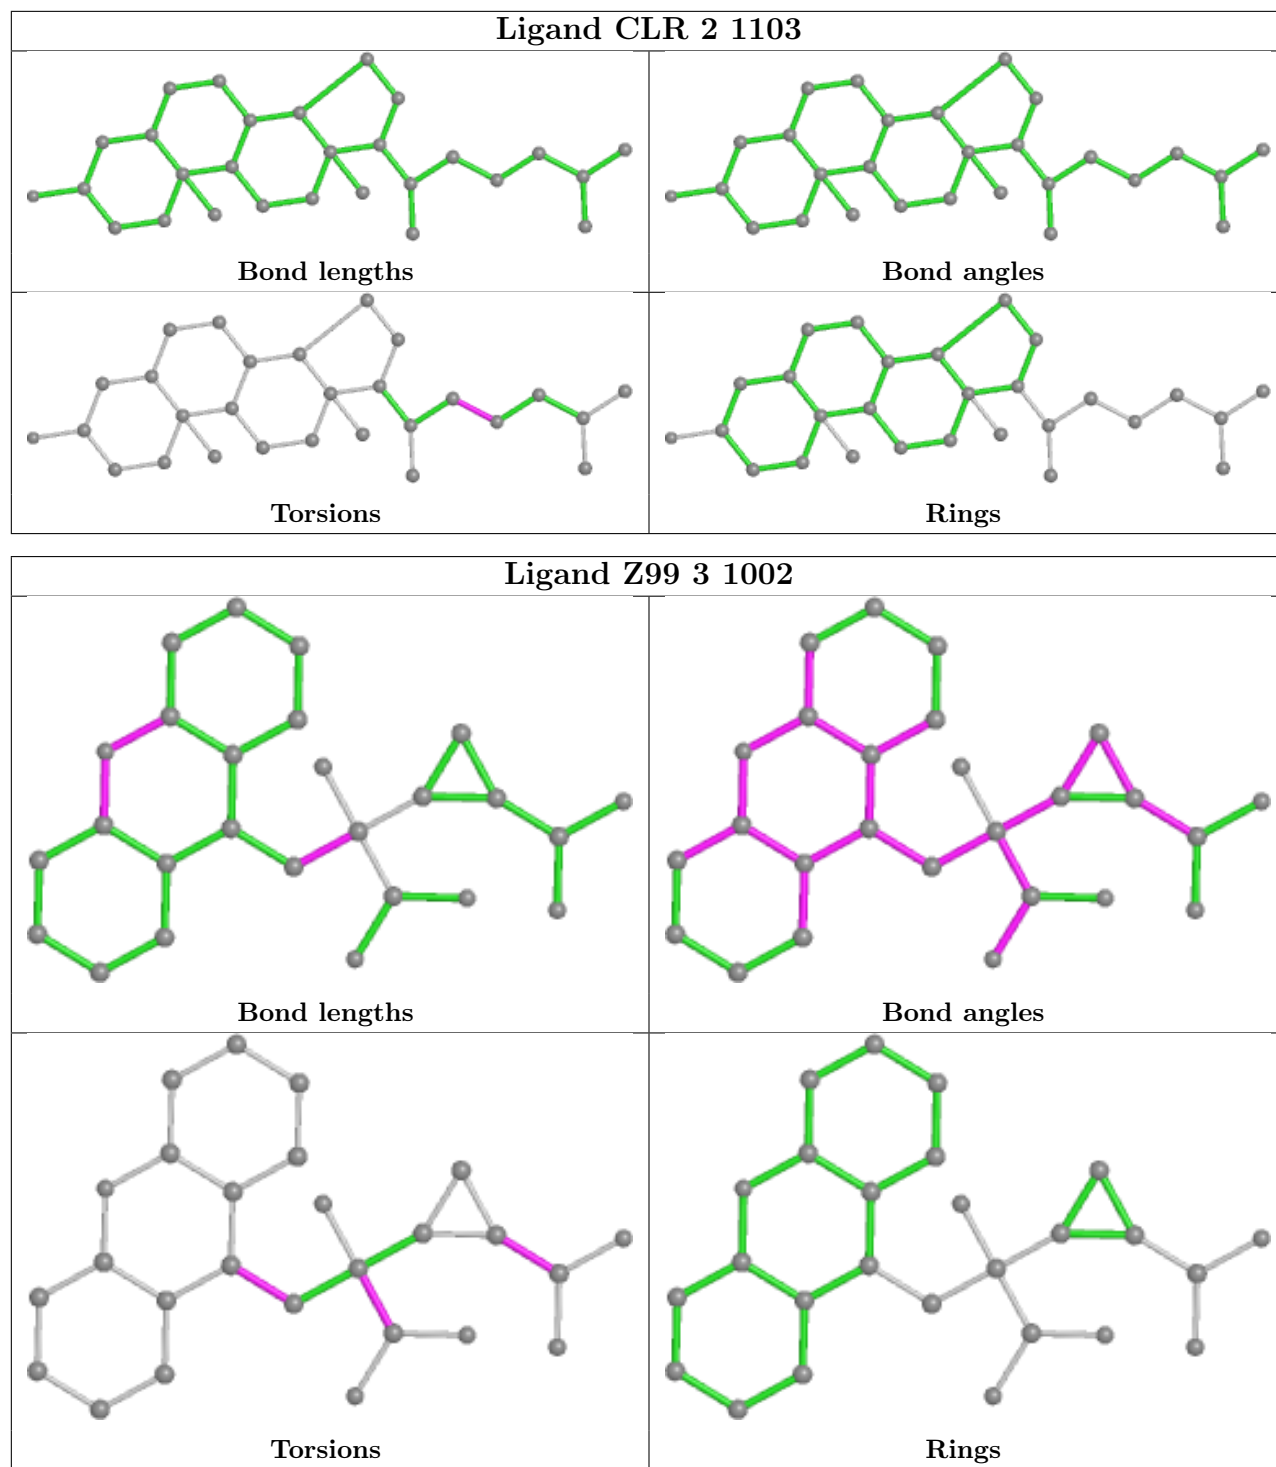 Ligand CLR 2 1103
Bond lengths
Bond angles
Torsions
Rings
Ligand Z99 3 1002
Bond lengths
Bond angles
Torsions
Rings